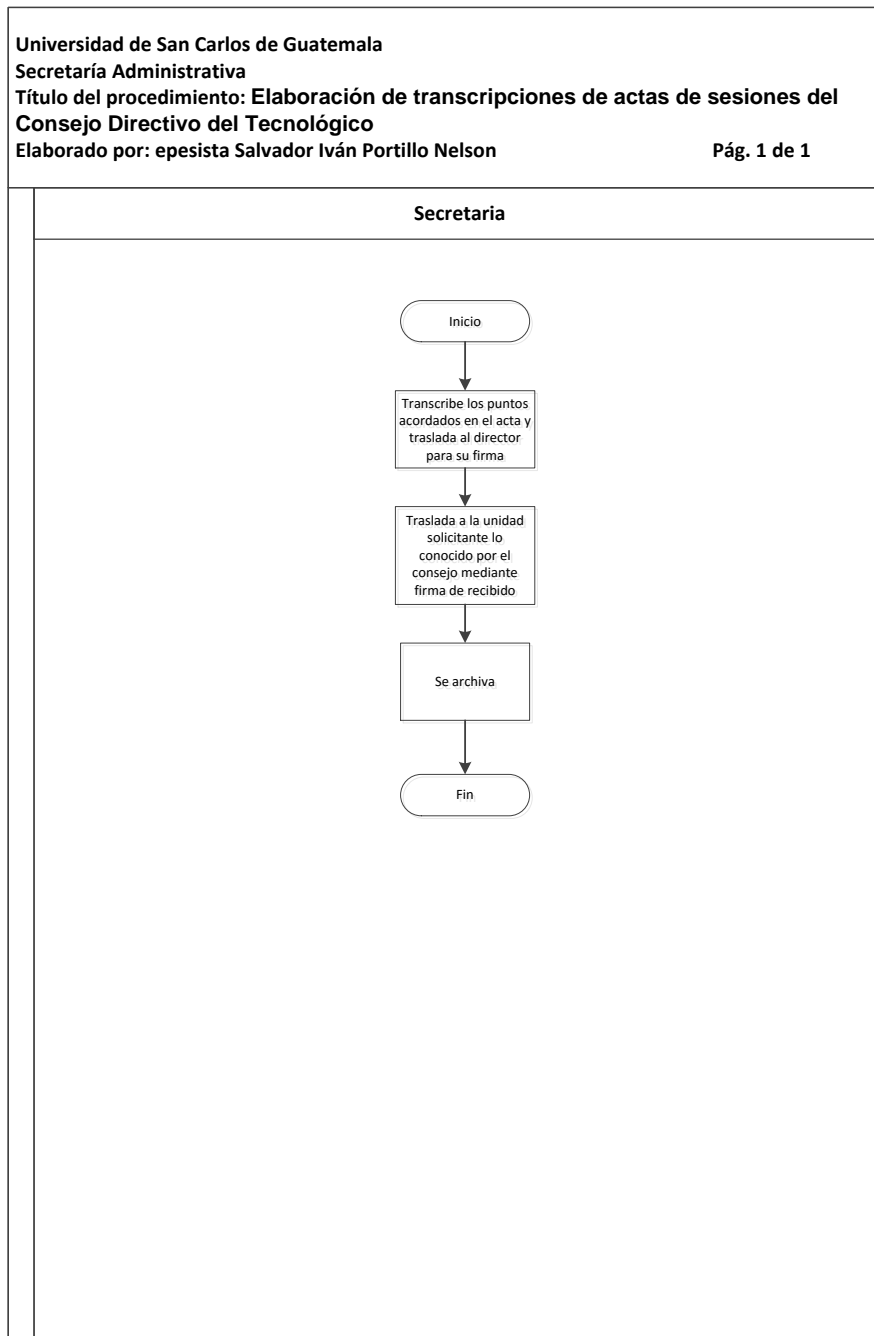 Universidad de San Carlos de Guatemala
Secretaría Administrativa
Título del procedimiento: Elaboración de transcripciones de actas de sesiones del
Consejo Directivo del Tecnológico
Elaborado por: epesista Salvador Iván Portillo Nelson Pág. 1 de 1
Secretaria
Inicio
Transcribe los puntos
acordados en el acta y
traslada al director
para su firma
Traslada a la unidad
solicitante lo
conocido por el
consejo mediante
firma de recibido
Se archiva
Fin